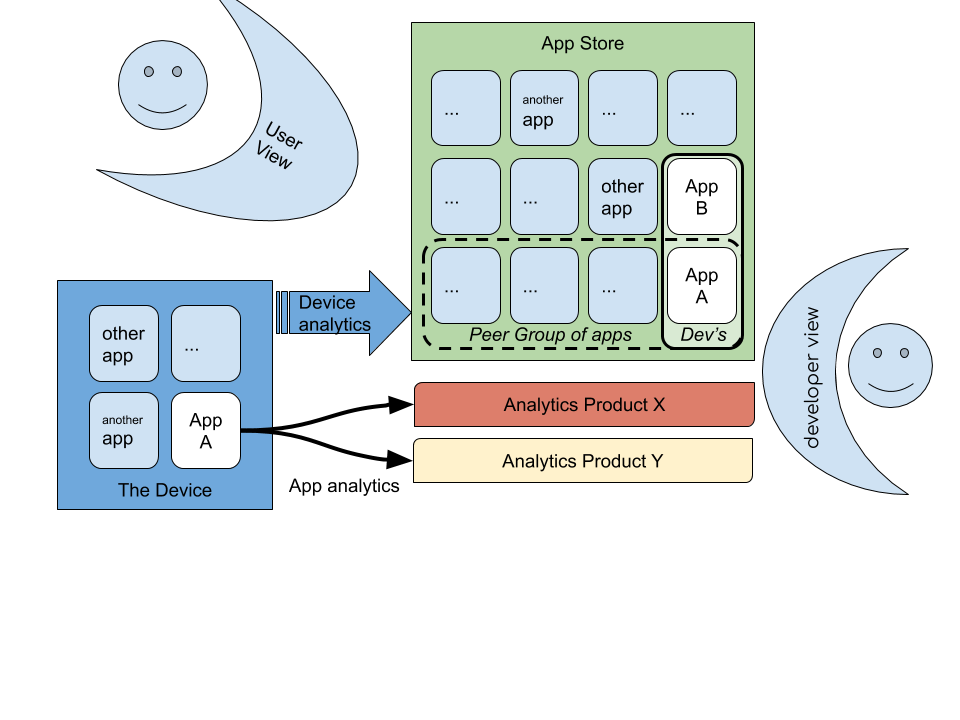 User
View
App Store
...
another
app
...
...
...
...
other
app
App
B
...
...
...
App
A
Peer Group of apps
Dev’s
Device
analytics
other
app
...
another
app
App
A
The Device
App analytics
Analytics Product X
Analytics Product Y
developer view